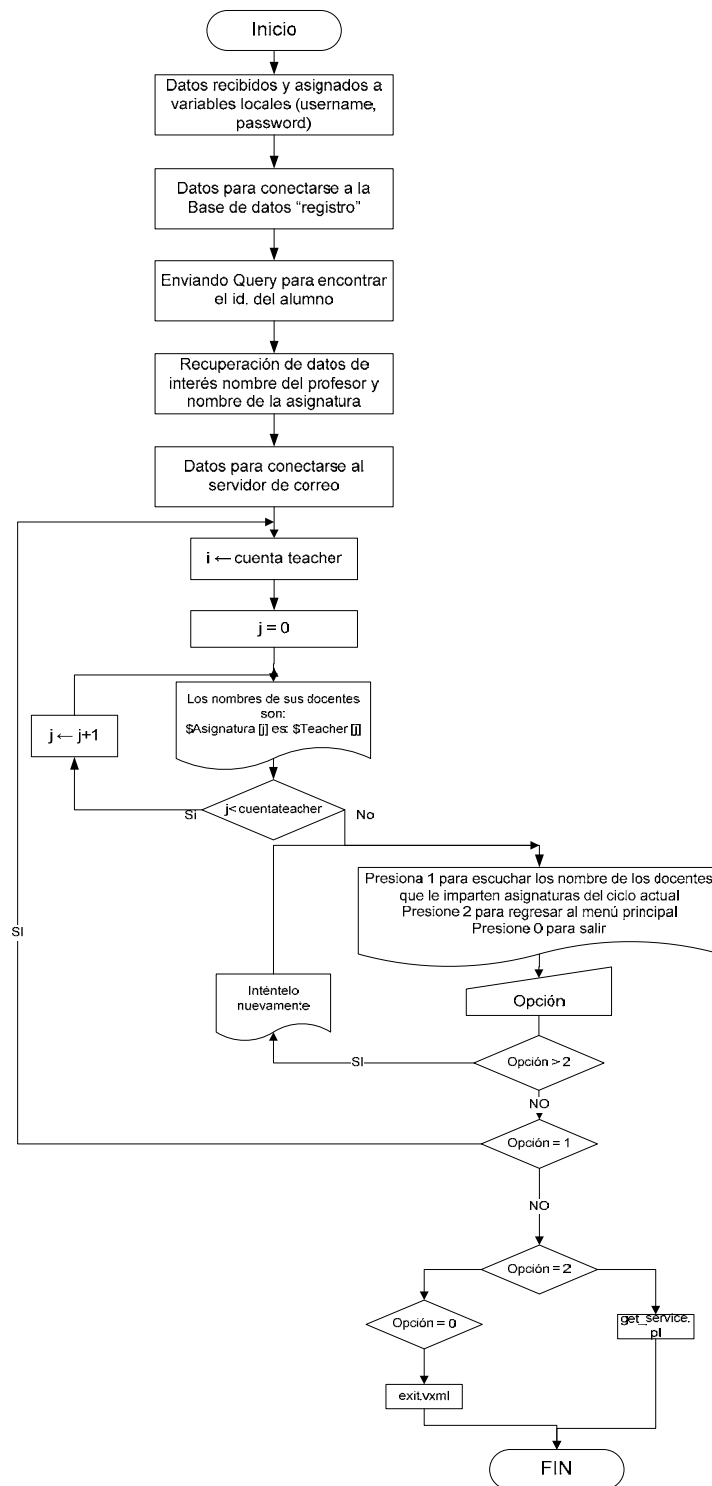 Inicio
Datos recibidos y asignados a
variables locales (username,
password)
Datos para conectarse a la
Base de datos “registro”
Enviando Query para encontrar
el id. del alumno
Recuperación de datos de
interés nombre del profesor y
nombre de la asignatura
Datos para conectarse al
servidor de correo
i ← cuenta teacher
j = 0
Los nombres de sus docentes
son:
$Asignatura [j] es: $Teacher [j]
j ← j+1
j< cuentateacher
Si
No
Presiona 1 para escuchar los nombre de los docentes
que le imparten asignaturas del ciclo actual
Presione 2 para regresar al menú principal
Presione 0 para salir
SI
Inténtelo
nuevamente
Opción
Opción > 2
SI
NO
Opción = 1
NO
Opción = 2
Opción = 0
get_service.
pl
exit.vxml
FIN